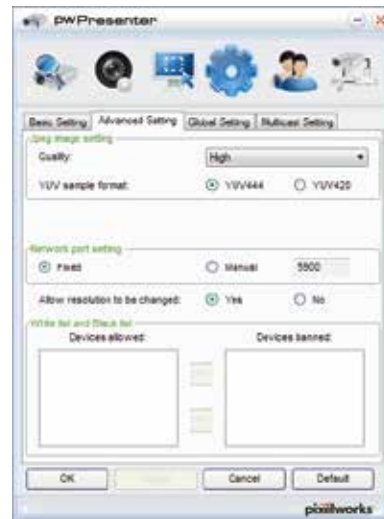 pwPresenter
Basic Setting Advanced Setting Global Setting Multicast Setting
Jpeg image setting
Quality: High
YUV sample format: YUV444 YUV420
Network port setting
Fixed Manual 5900
Allow resolution to be changed: Yes No
White list and Black list
Devices allowed: Devices banned:
OK Cancel Default
pixelworks